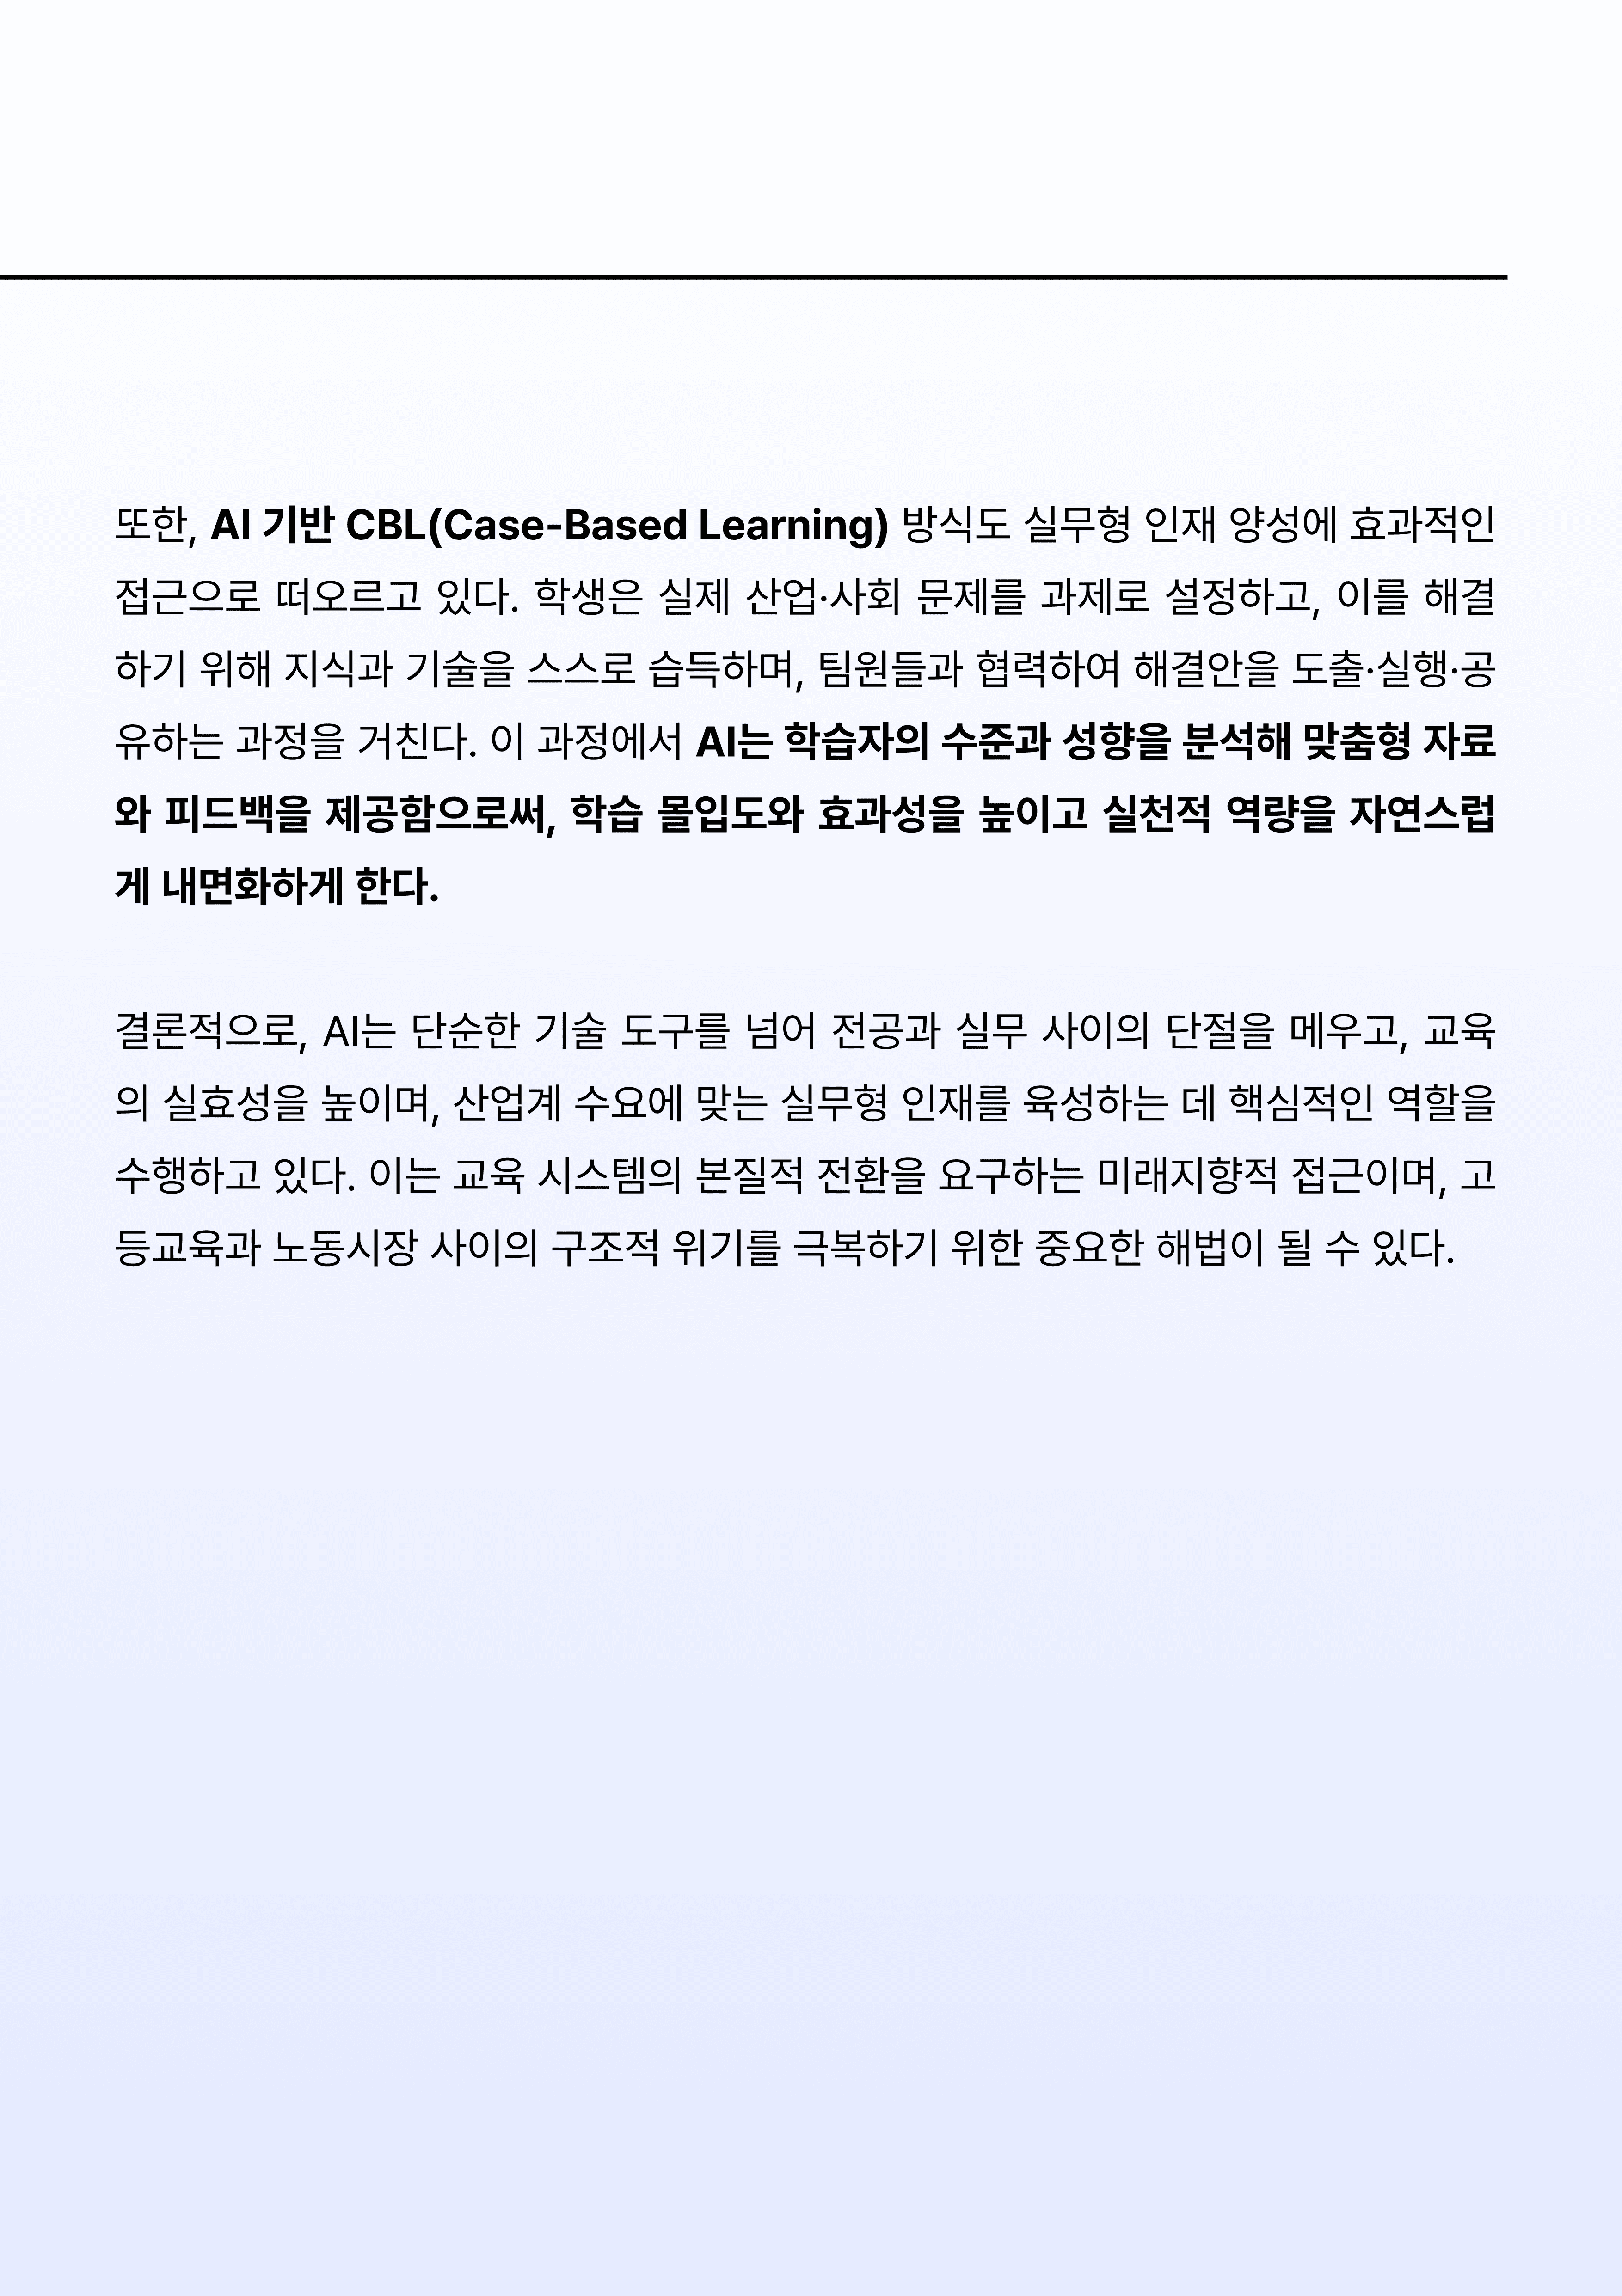 또한, AI 기반 CBL(Case-Based Learning) 방식도 실무형 인재 양성에 효과적인
접근으로 떠오르고 있다. 학생은 실제 산업·사회 문제를 과제로 설정하고, 이를 해결
하기 위해 지식과 기술을 스스로 습득하며, 팀원들과 협력하여 해결안을 도출·실행·공
유하는 과정을 거친다. 이 과정에서 AI는 학습자의 수준과 성향을 분석해 맞춤형 자료
와 피드백을 제공함으로써, 학습 몰입도와 효과성을 높이고 실천적 역량을 자연스럽
게 내면화하게 한다.
결론적으로, AI는 단순한 기술 도구를 넘어 전공과 실무 사이의 단절을 메우고, 교육
의 실효성을 높이며, 산업계 수요에 맞는 실무형 인재를 육성하는 데 핵심적인 역할을
수행하고 있다. 이는 교육 시스템의 본질적 전환을 요구하는 미래지향적 접근이며, 고
등교육과 노동시장 사이의 구조적 위기를 극복하기 위한 중요한 해법이 될 수 있다.